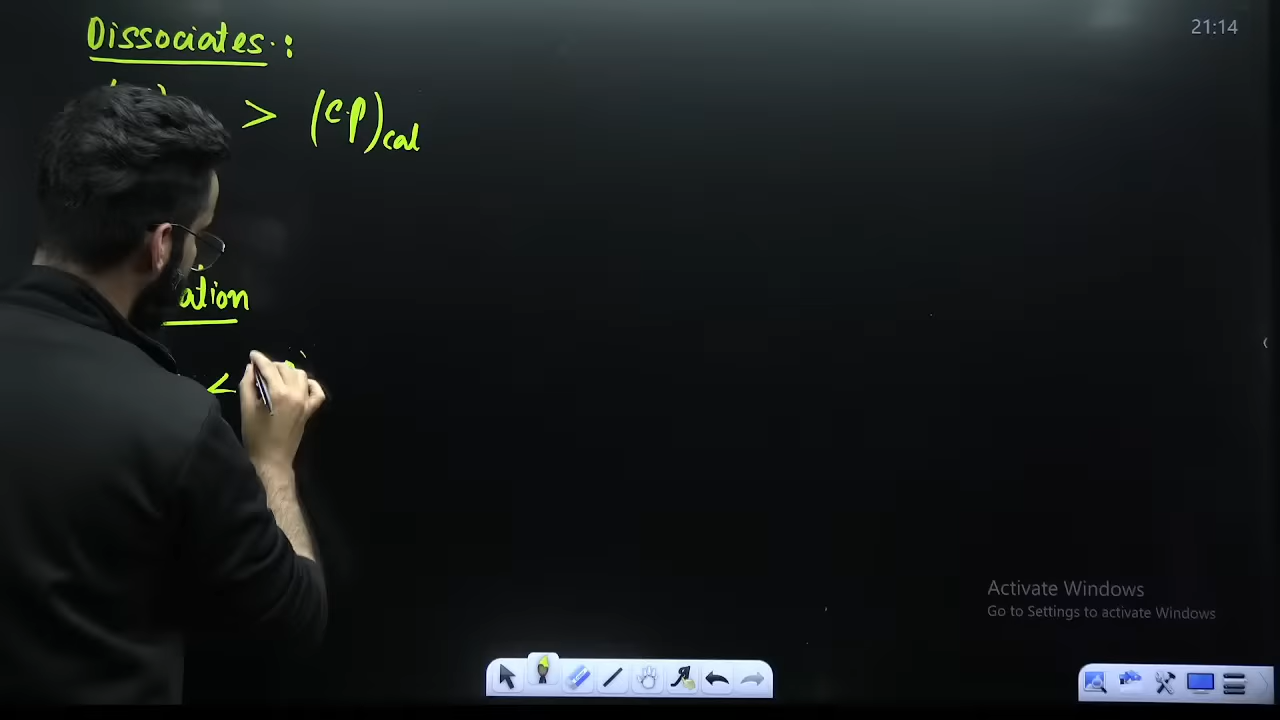 21:14
Dissociates :
> (c.p)cal
ation
<
Activate Windows
Go to Settings to activate Windows